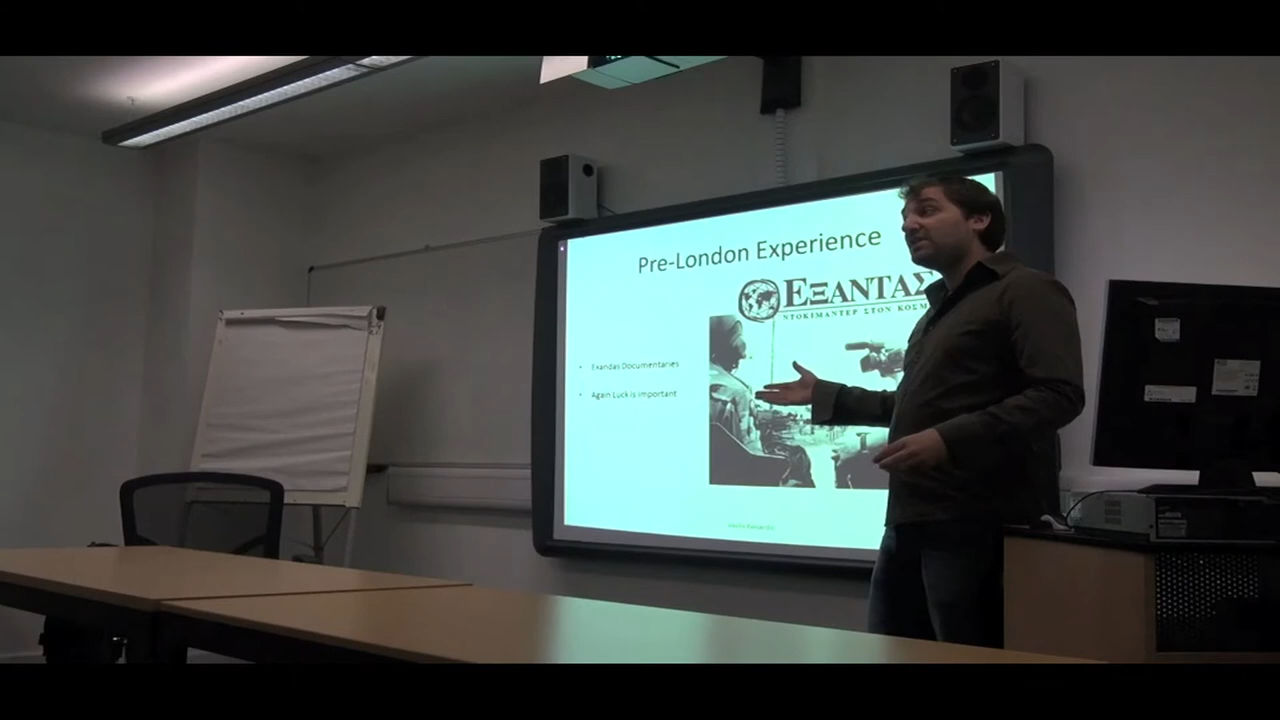 Pre-London Experience
ΕΞΑΝΤΑΣ
ΝΤΟΚΙΜΑΝΤΕΡ ΣΤΟΝ ΚΟΣΜ
• Exandas Documentaries
• Again Luck is important